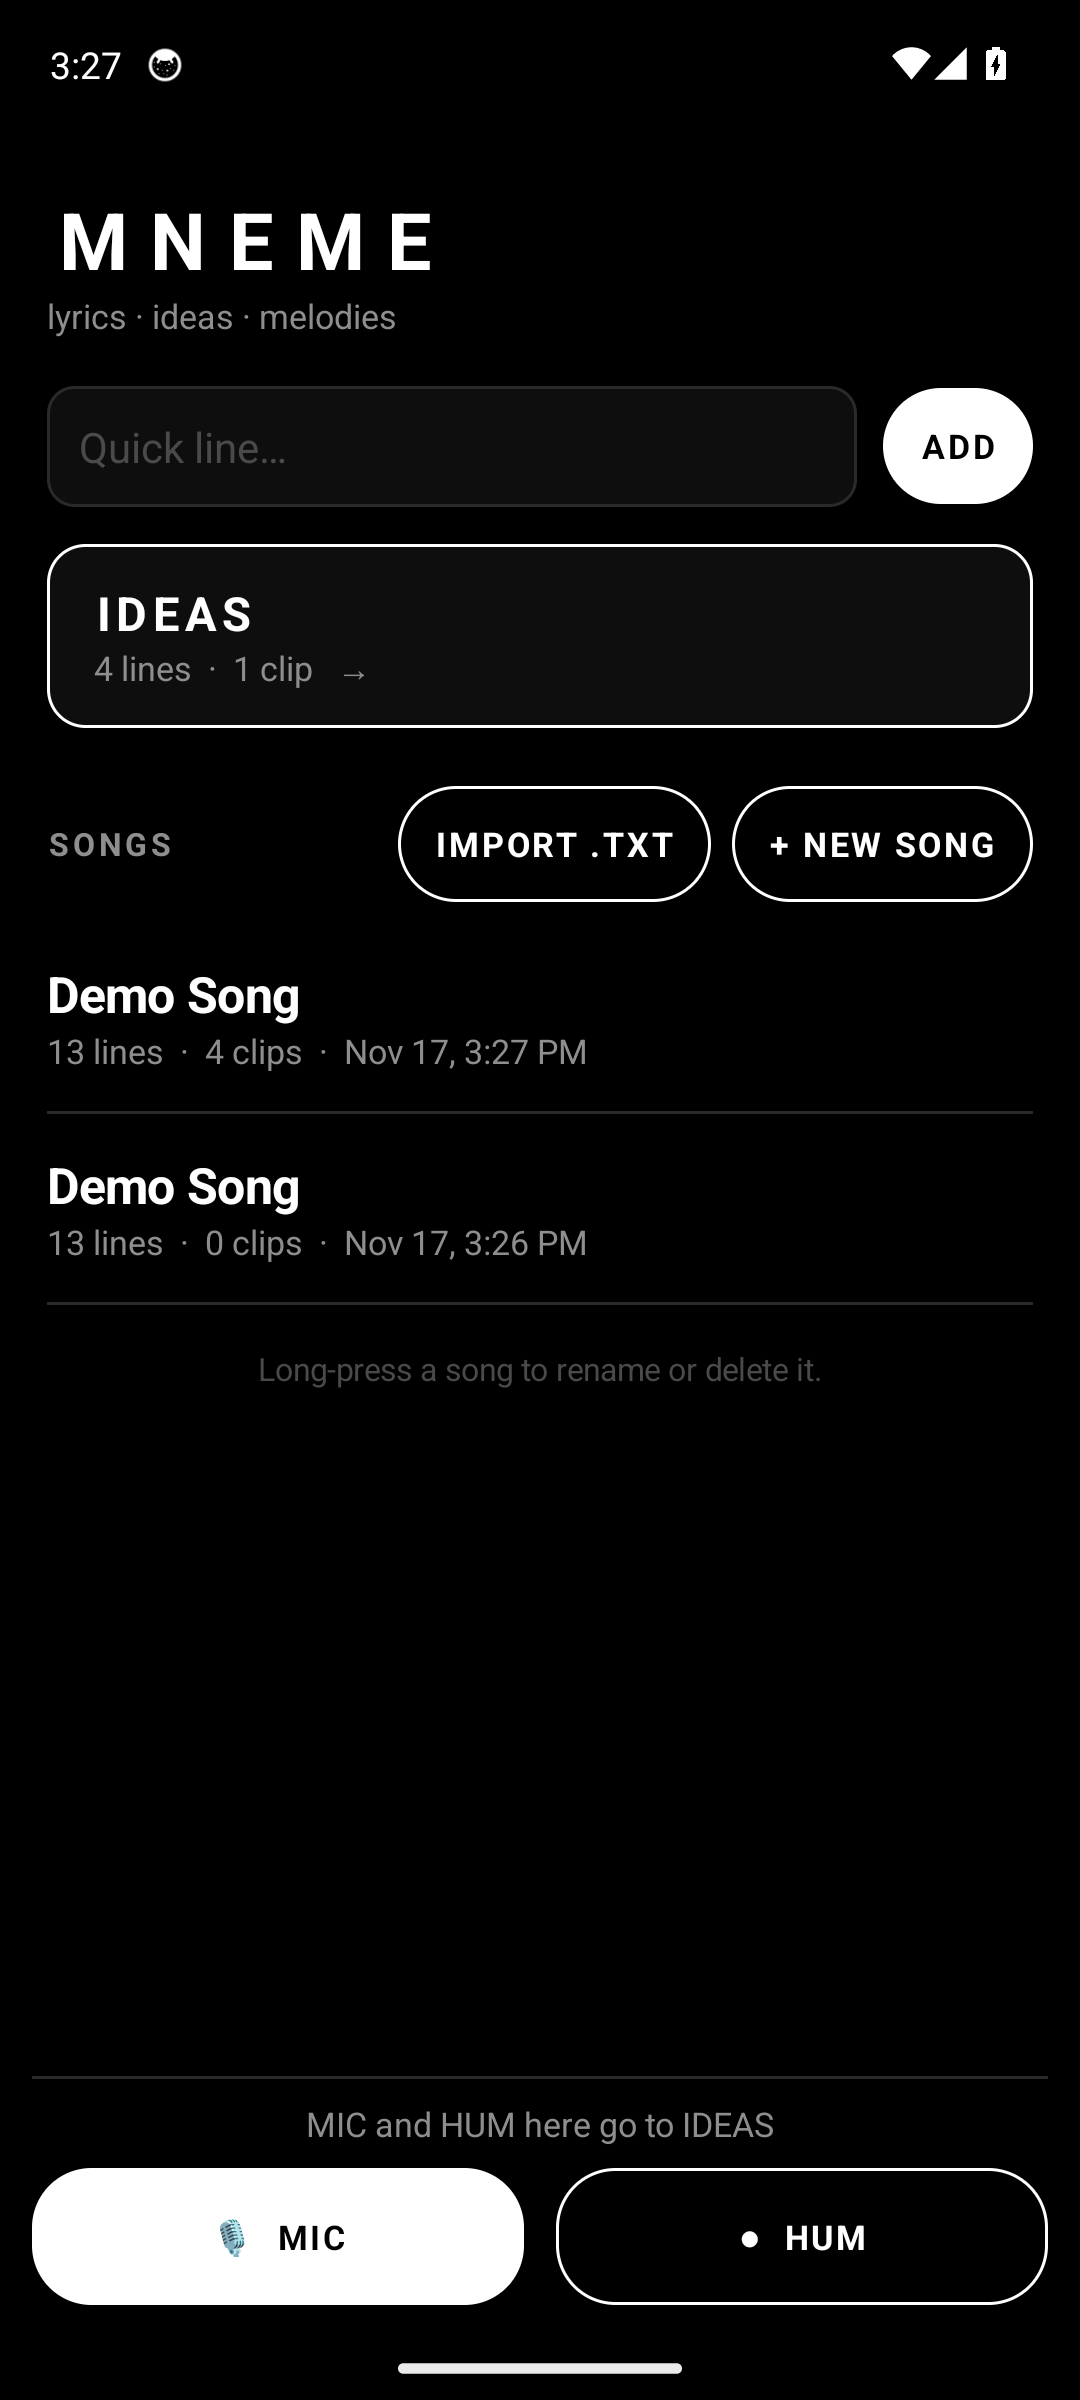 3:27
MNEME
lyrics · ideas · melodies
Quick line…
ADD
IDEAS
4 lines · 1 clip →
SONGS
IMPORT .TXT
+ NEW SONG
Demo Song
13 lines · 4 clips · Nov 17, 3:27 PM
Demo Song
13 lines · 0 clips · Nov 17, 3:26 PM
Long-press a song to rename or delete it.
MIC and HUM here go to IDEAS
🎙️ MIC
● HUM